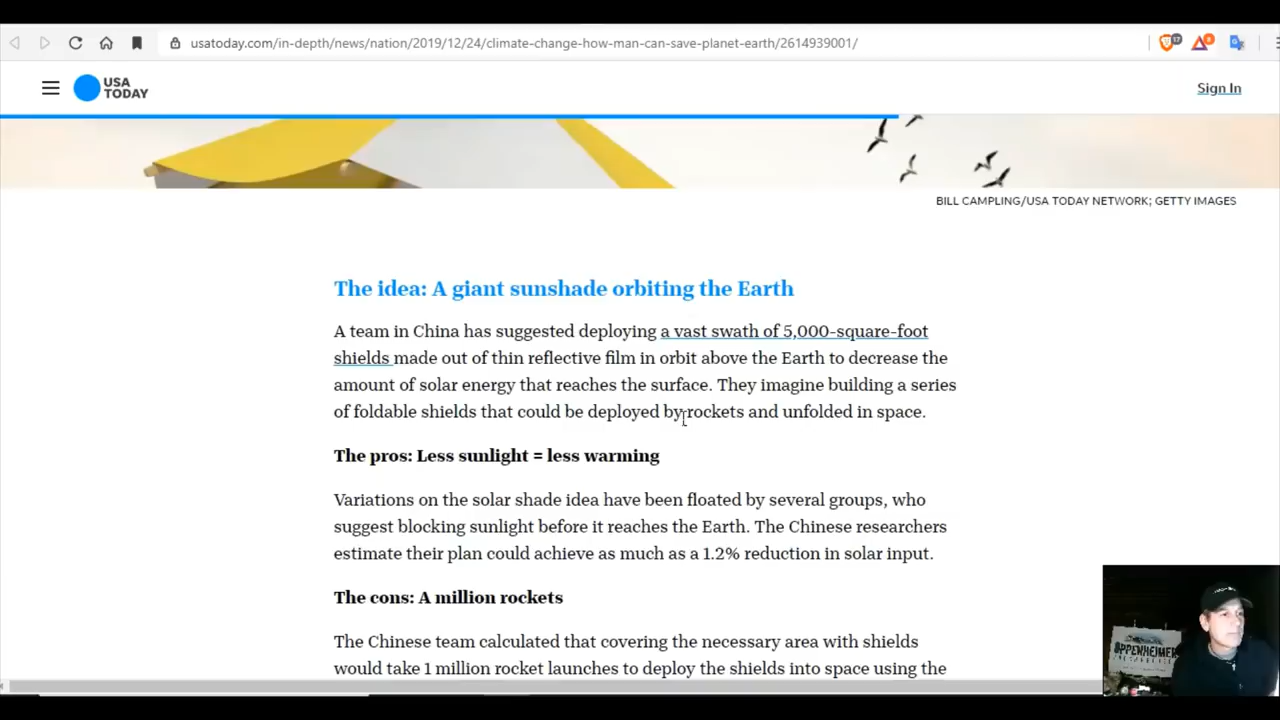 usatoday.com/in-depth/news/nation/2019/12/24/climate-change-how-man-can-save-planet-earth/2614939001/
17
8
USA
TODAY
Sign In
BILL CAMPLING/USA TODAY NETWORK; GETTY IMAGES
The idea: A giant sunshade orbiting the Earth
A team in China has suggested deploying a vast swath of 5,000-square-foot
shields made out of thin reflective film in orbit above the Earth to decrease the
amount of solar energy that reaches the surface. They imagine building a series
of foldable shields that could be deployed by rockets and unfolded in space.
The pros: Less sunlight = less warming
Variations on the solar shade idea have been floated by several groups, who
suggest blocking sunlight before it reaches the Earth. The Chinese researchers
estimate their plan could achieve as much as a 1.2% reduction in solar input.
The cons: A million rockets
The Chinese team calculated that covering the necessary area with shields
would take 1 million rocket launches to deploy the shields into space using the
OPPENHEIMER